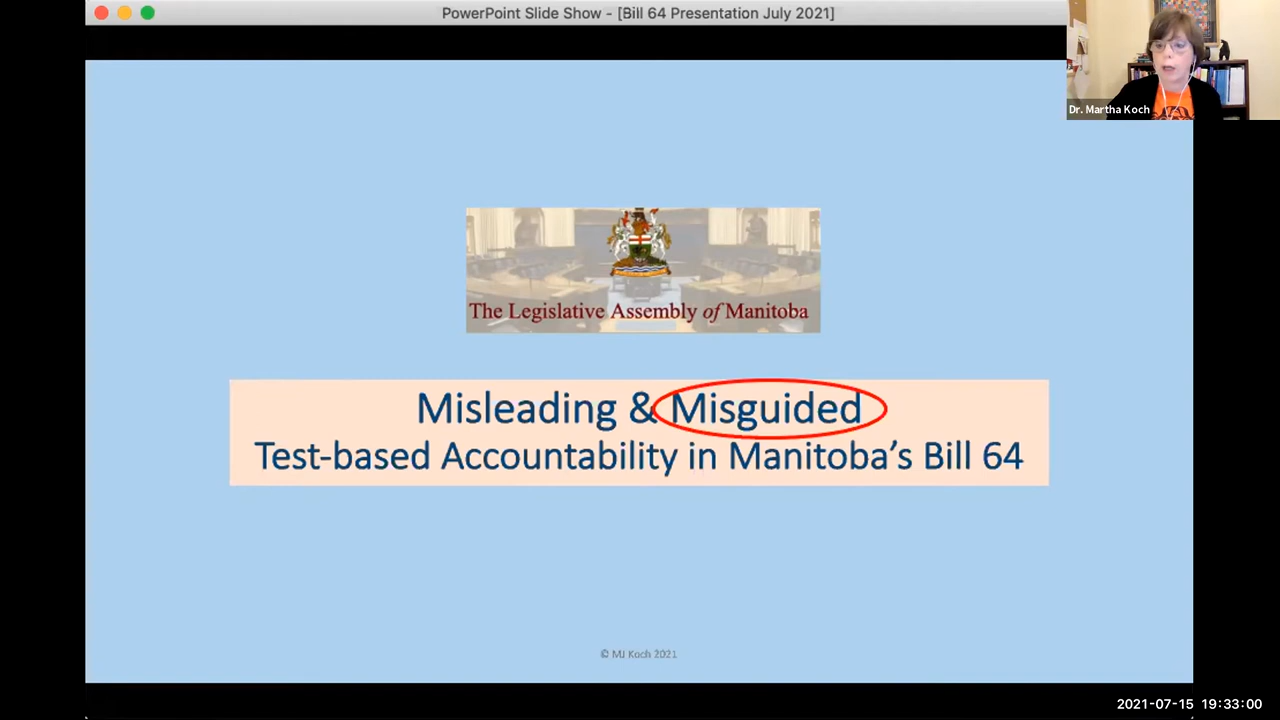 PowerPoint Slide Show - [Bill 64 Presentation July 2021]
Dr. Martha Koch
The Legislative Assembly of Manitoba
Misleading & Misguided
Test-based Accountability in Manitoba's Bill 64
© MJ Koch 2021
2021-07-15 19:33:00